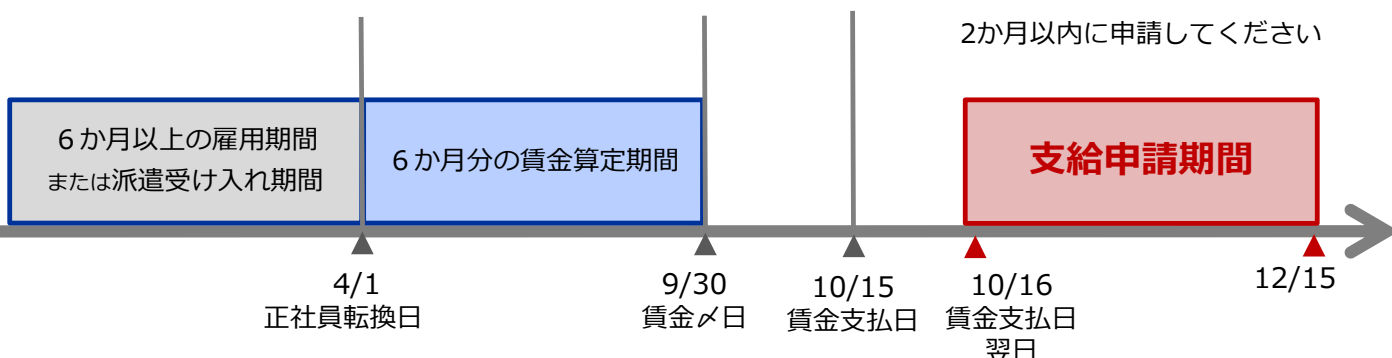 2か月以内に申請してください
６か月以上の雇用期間
または派遣受け入れ期間
６か月分の賃金算定期間
支給申請期間
4/1
正社員転換日
9/30
賃金〆日
10/15
賃金支払日
10/16
賃金支払日
翌日
12/15